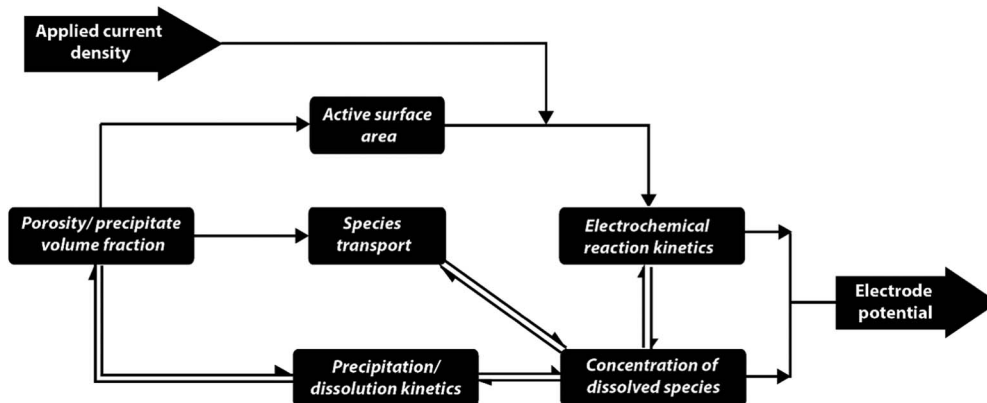 Applied current
density
Active surface
area
Porosity/ precipitate
volume fraction
Species
transport
Electrochemical
reaction kinetics
Electrode
potential
Precipitation/
dissolution kinetics
Concentration of
dissolved species